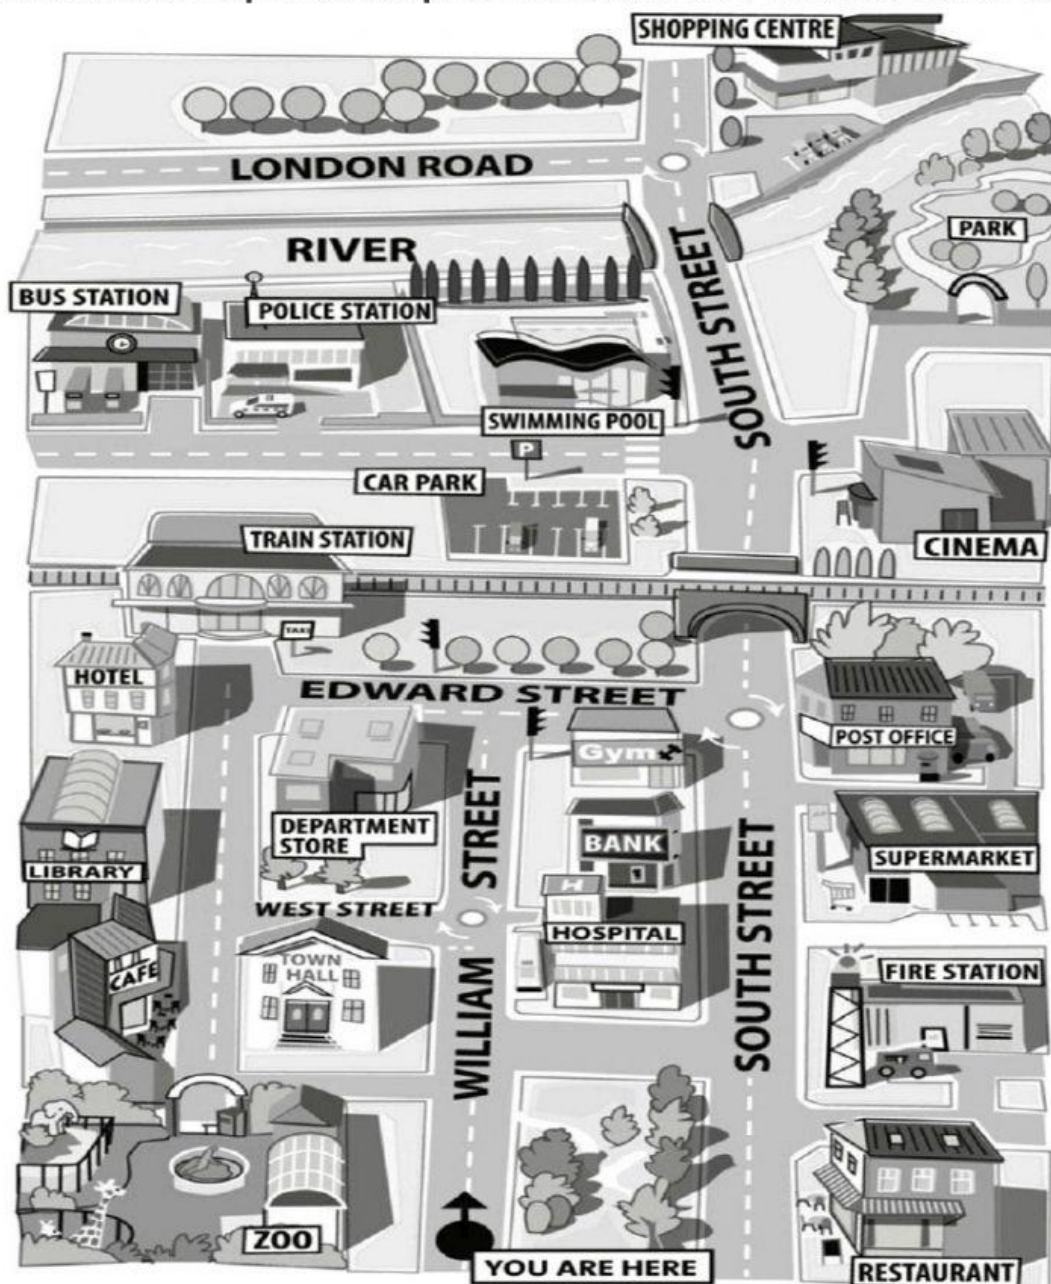 SHOPPING CENTRE
LONDON ROAD
RIVER
PARK
SOUTH STREET
BUS STATION
POLICE STATION
SWIMMING POOL
P
CAR PARK
CINEMA
TRAIN STATION
TAXI
HOTEL
EDWARD STREET
Gym
POST OFFICE
WILLIAM STREET
BANK
DEPARTMENT
STORE
SUPERMARKET
LIBRARY
H
WEST STREET
HOSPITAL
SOUTH STREET
TOWN
HALL
CAFE
FIRE STATION
ZOO
YOU ARE HERE
RESTAURANT